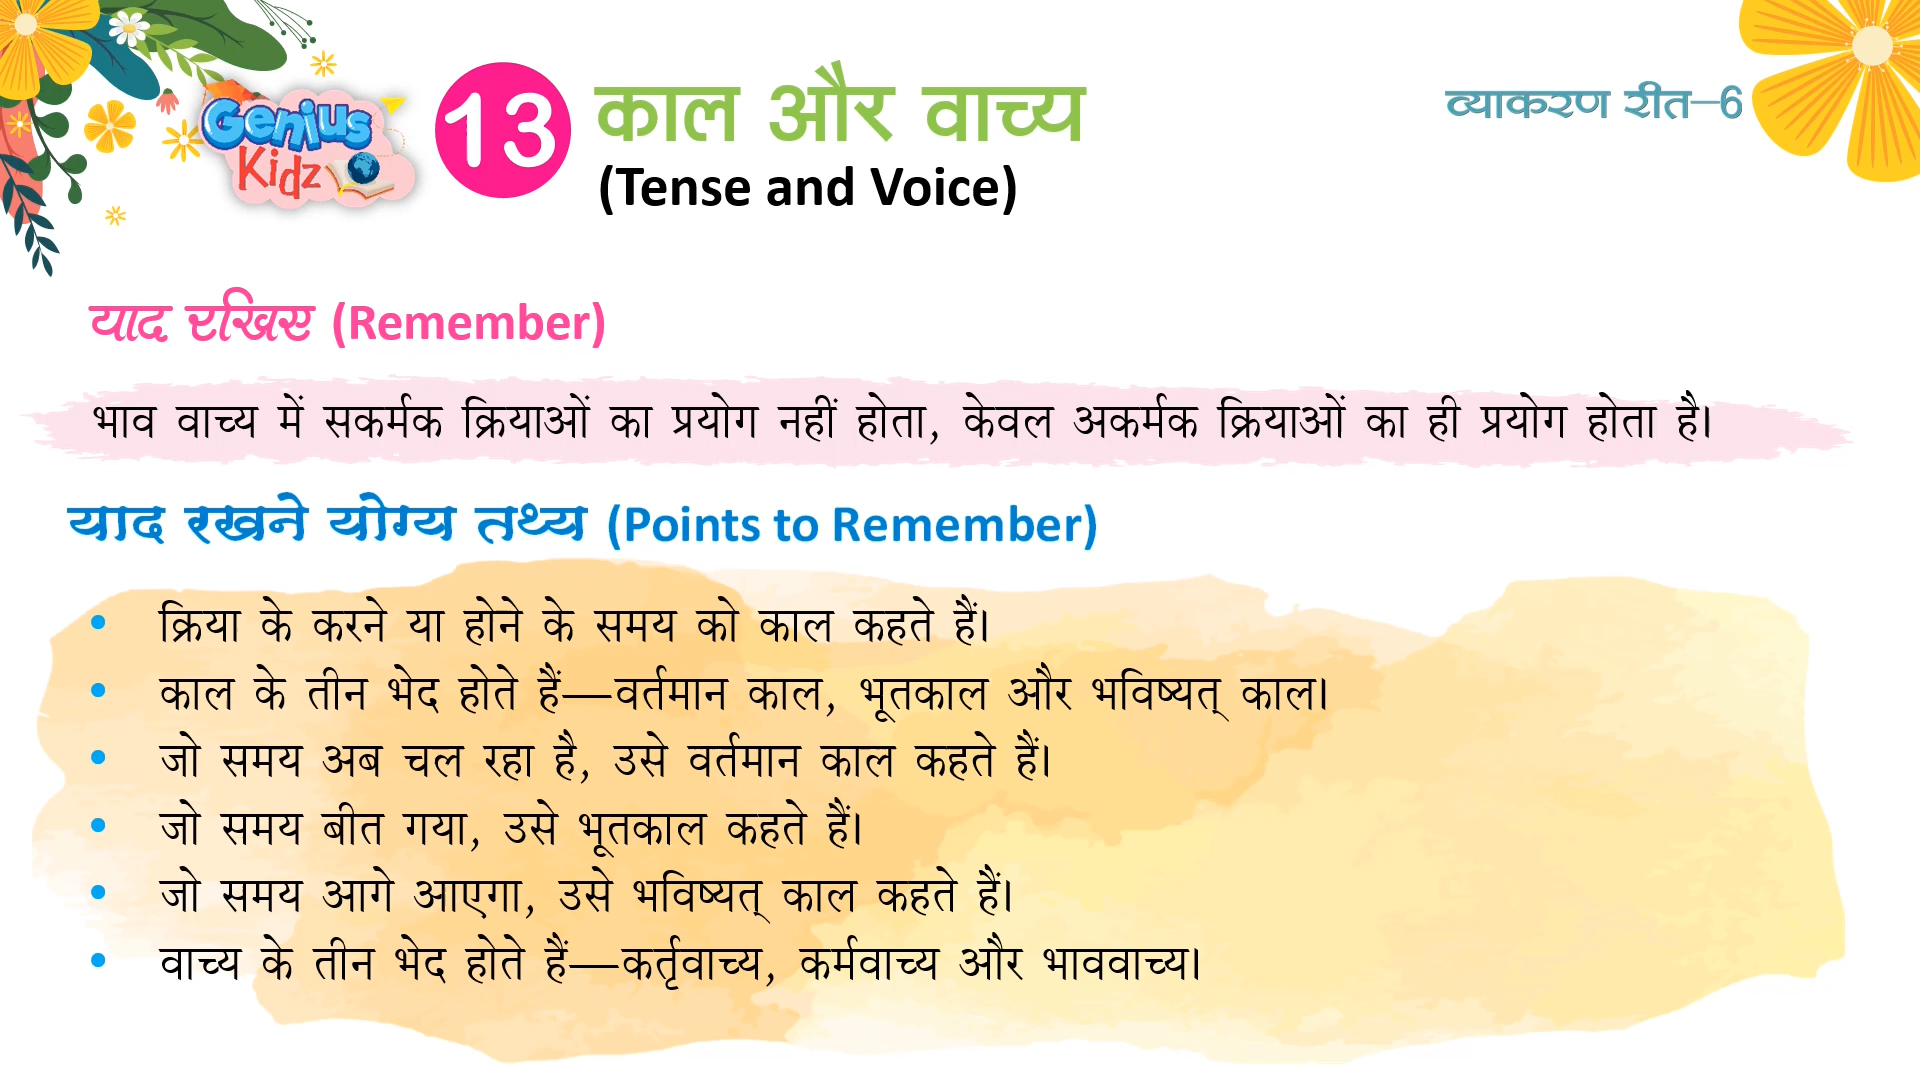 Genius
Kidz
13 काल और वाच्य
(Tense and Voice)
व्याकरण रीत–6
याद रखिस (Remember)
भाव वाच्य में सकर्मक क्रियाओं का प्रयोग नहीं होता, केवल अकर्मक क्रियाओं का ही प्रयोग होता है।
याद रखने योग्य तथ्य (Points to Remember)
• क्रिया के करने या होने के समय को काल कहते हैं।
• काल के तीन भेद होते हैं—वर्तमान काल, भूतकाल और भविष्यत् काल।
• जो समय अब चल रहा है, उसे वर्तमान काल कहते हैं।
• जो समय बीत गया, उसे भूतकाल कहते हैं।
• जो समय आगे आएगा, उसे भविष्यत् काल कहते हैं।
• वाच्य के तीन भेद होते हैं—कर्तृवाच्य, कर्मवाच्य और भाववाच्य।